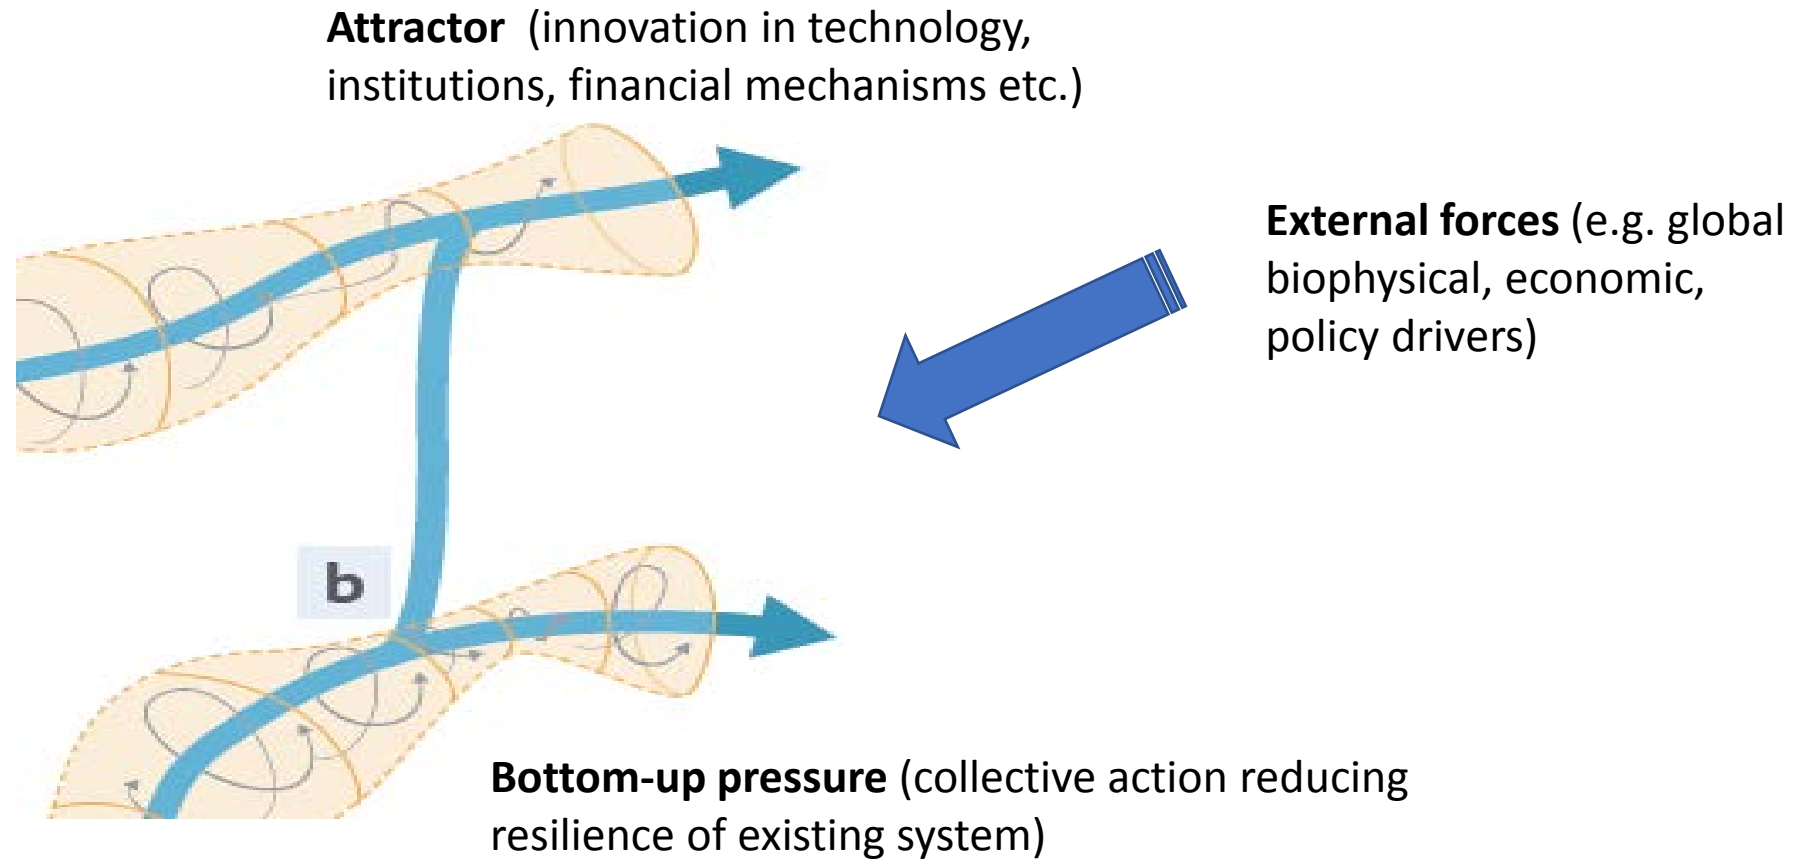 Attractor (innovation in technology,
institutions, financial mechanisms etc.)
External forces (e.g. global
biophysical, economic,
policy drivers)
b
Bottom-up pressure (collective action reducing
resilience of existing system)